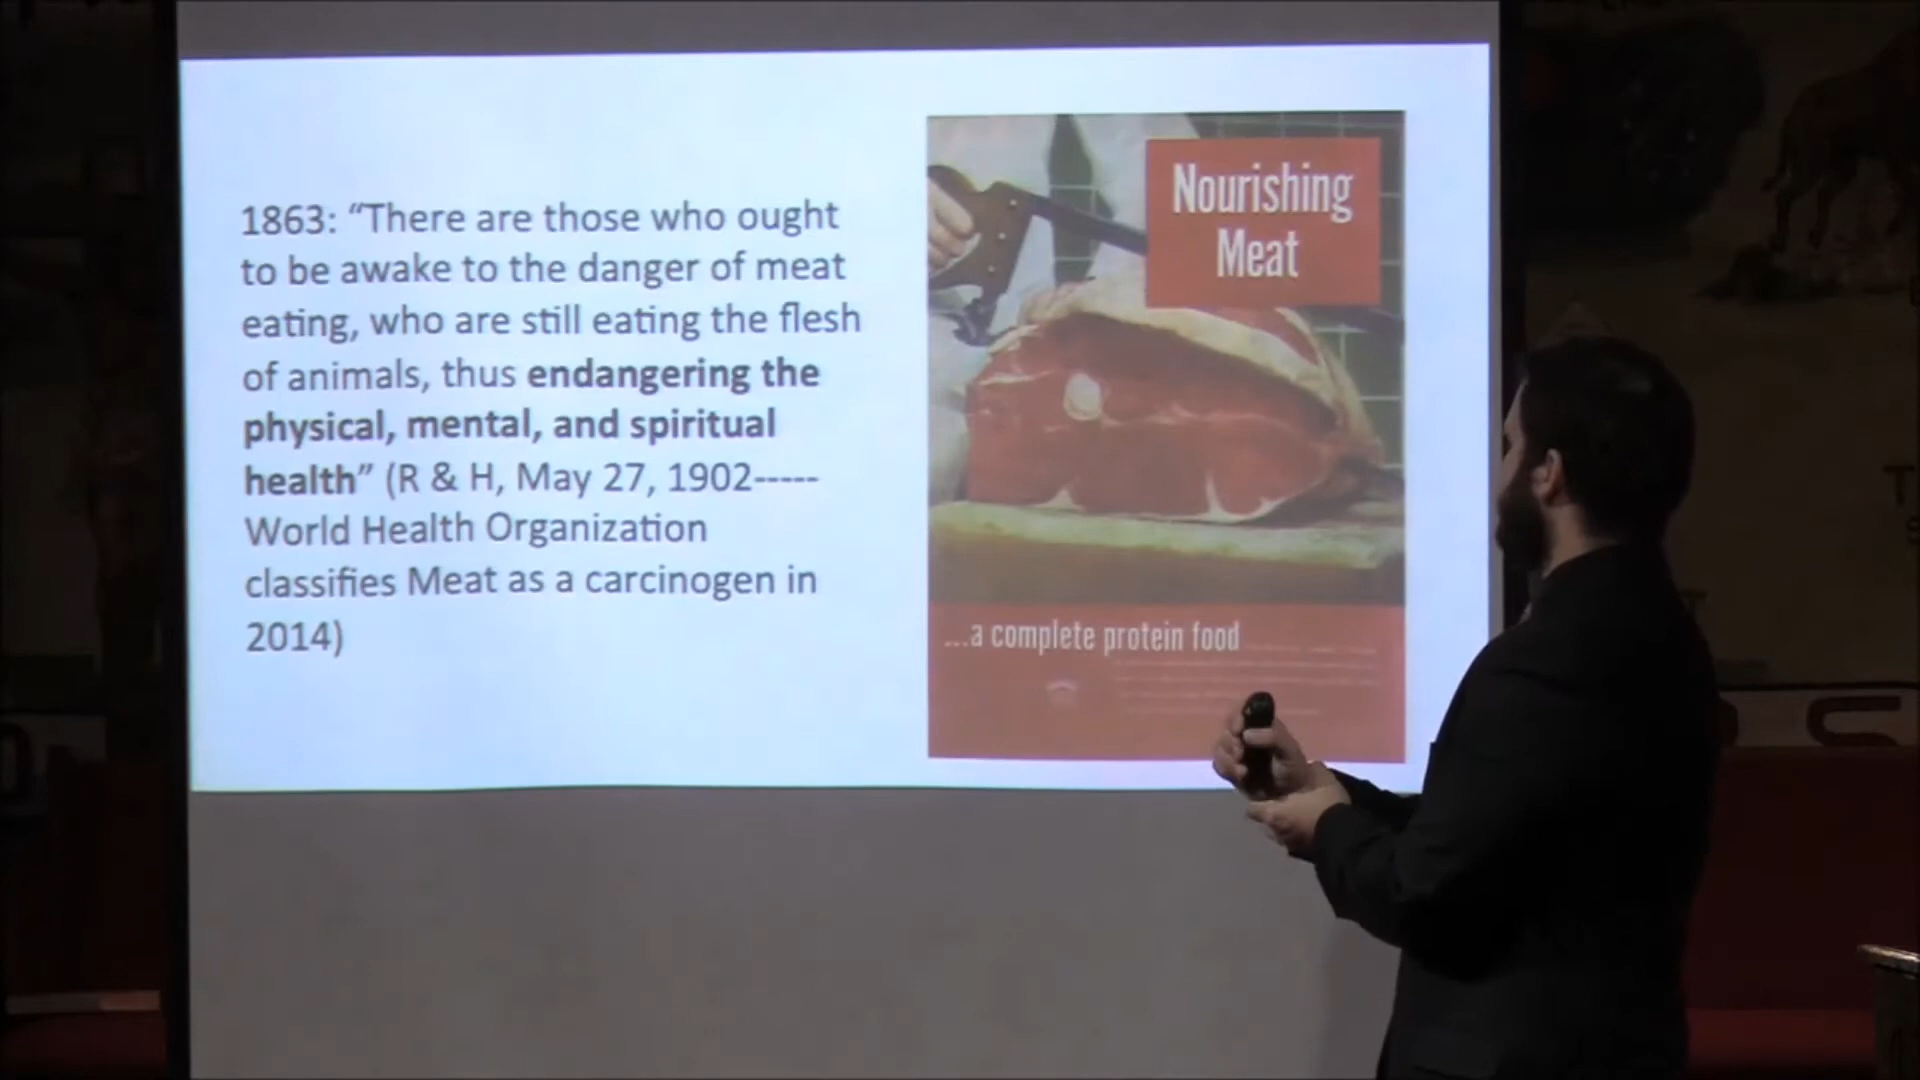 1863: “There are those who ought
to be awake to the danger of meat
eating, who are still eating the flesh
of animals, thus endangering the
physical, mental, and spiritual
health” (R & H, May 27, 1902-----
World Health Organization
classifies Meat as a carcinogen in
2014)
Nourishing
Meat
...a complete protein food